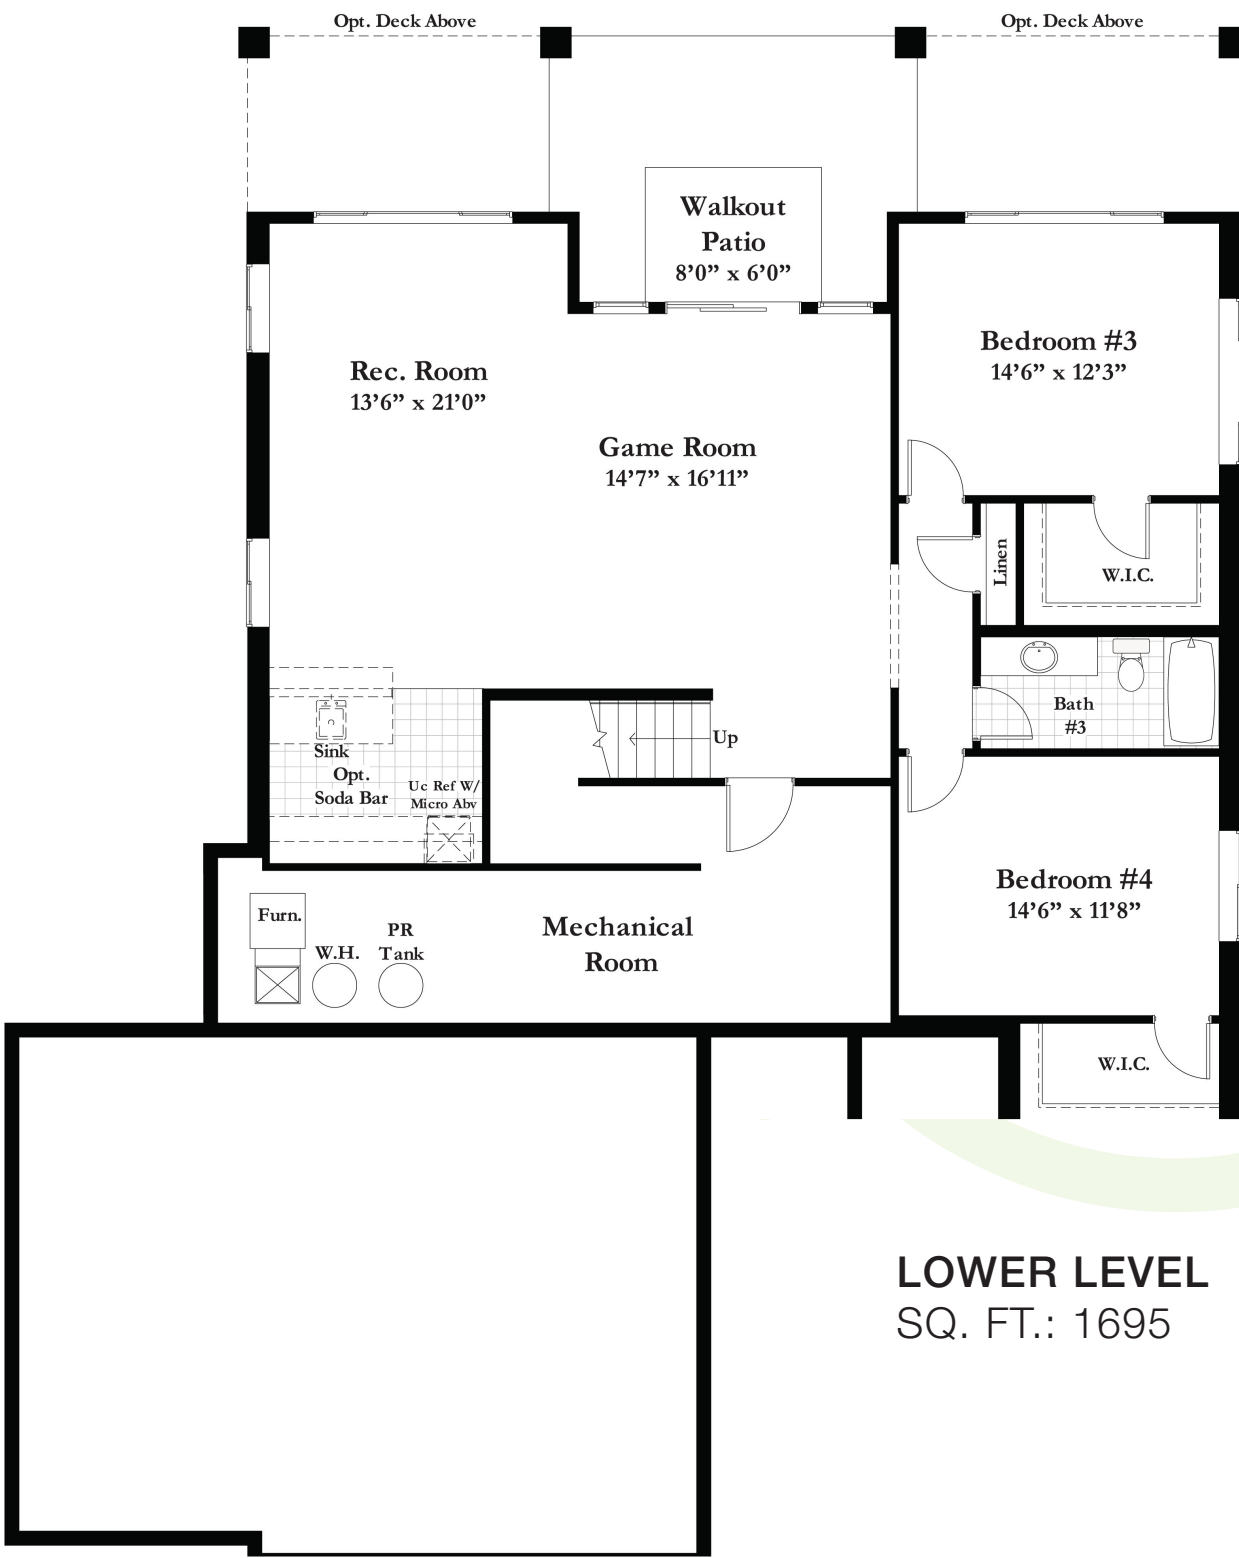 Opt. Deck Above
Opt. Deck Above
Walkout
Patio
8’0” x 6’0”
Rec. Room
13’6” x 21’0”
Game Room
14’7” x 16’11”
Bedroom #3
14’6” x 12’3”
Linen
W.I.C.
Bath
#3
Up
Sink
Opt.
Soda Bar
Uc Ref W/
Micro Abv
Bedroom #4
14’6” x 11’8”
Furn.
W.H.
PR
Tank
Mechanical
Room
W.I.C.
LOWER LEVEL
SQ. FT.: 1695